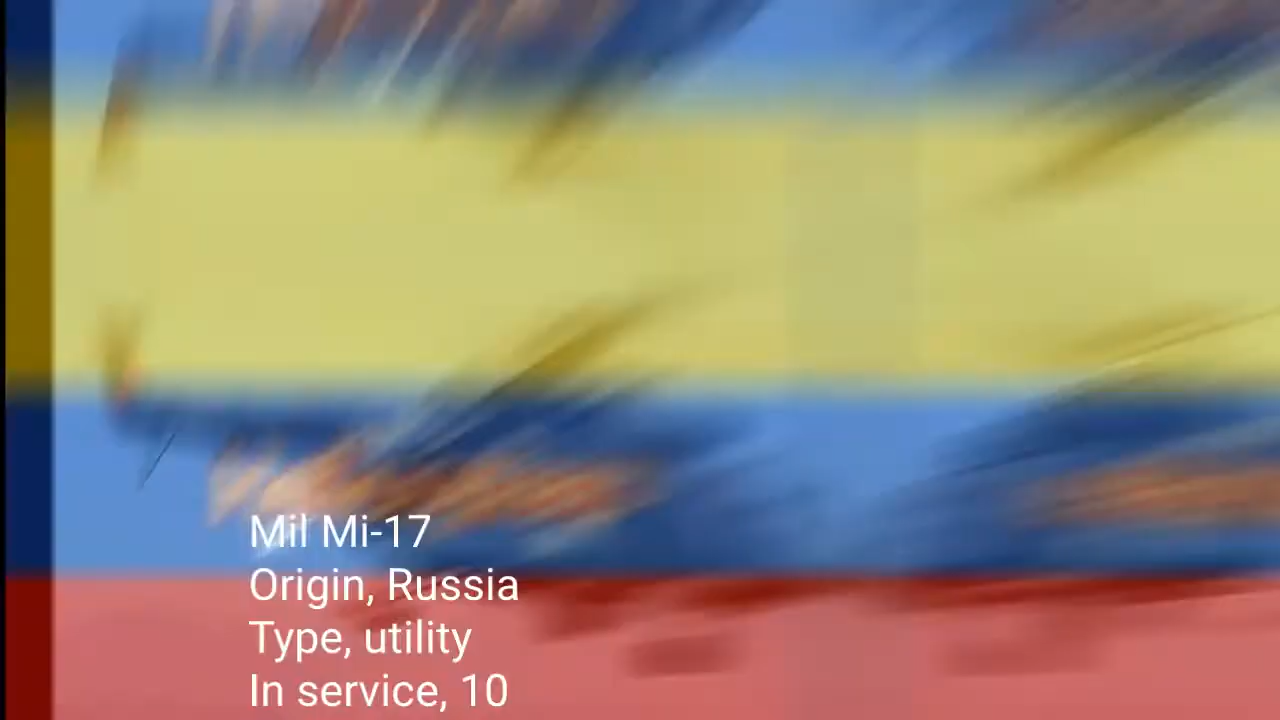 Mil Mi-17
Origin, Russia
Type, utility
In service, 10